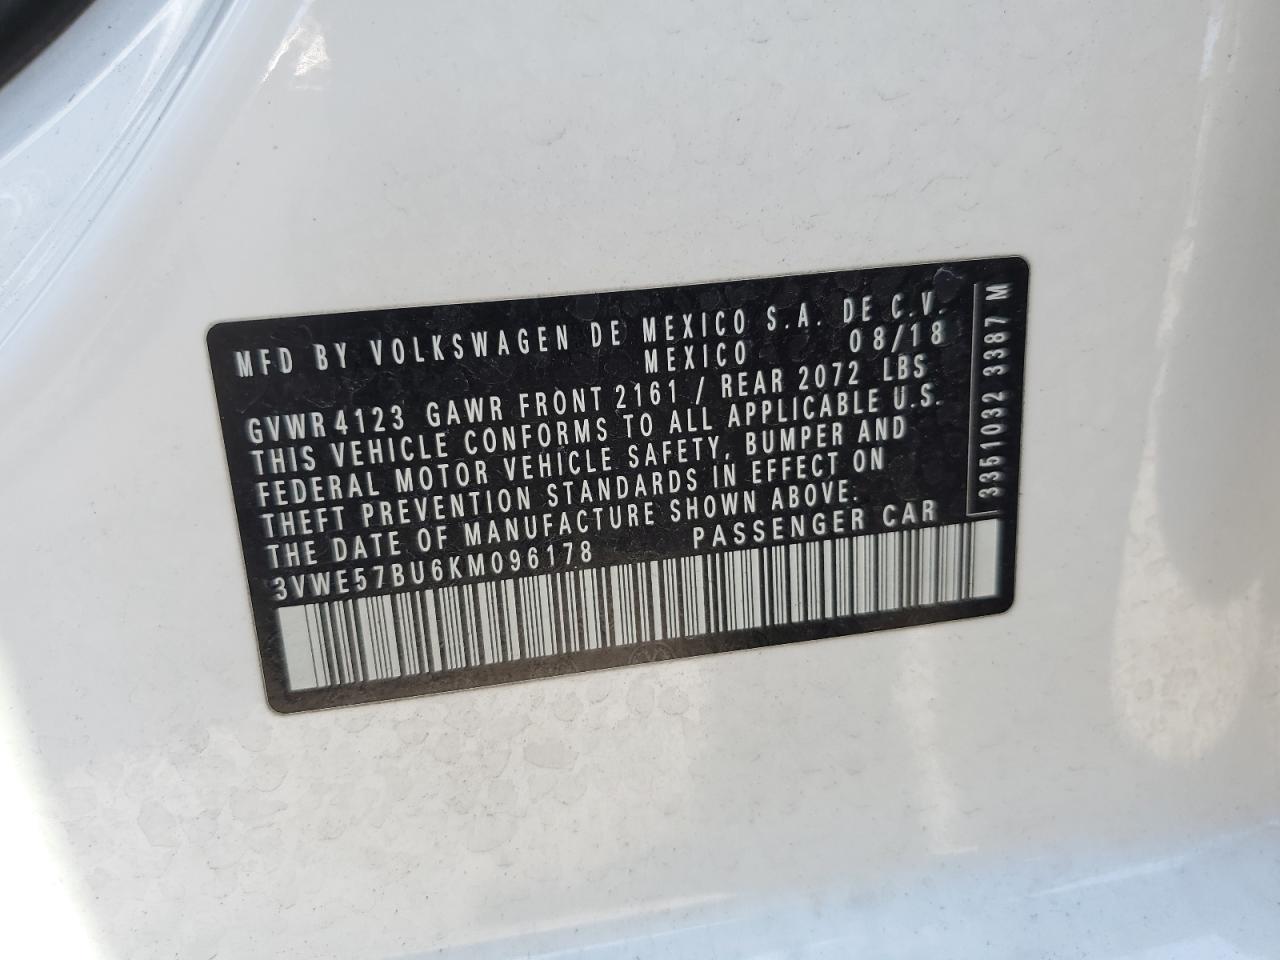 MFD BY VOLKSWAGEN DE MEXICO S.A. DE C.V.
MEXICO 08/18
GVWR 4123 GAWR FRONT 2161 / REAR 2072 LBS
THIS VEHICLE CONFORMS TO ALL APPLICABLE U.S.
FEDERAL MOTOR VEHICLE SAFETY, BUMPER AND
THEFT PREVENTION STANDARDS IN EFFECT ON
THE DATE OF MANUFACTURE SHOWN ABOVE.
3VWE57BU6KM096178 PASSENGER CAR
3351032 3387 M